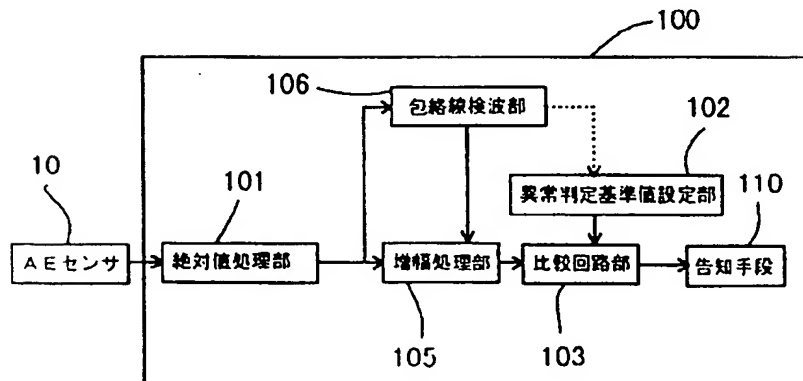 100
106
包絡線検波部
102
10
101
異常判定基準値設定部
110
AEセンサ
絶対値処理部
増幅処理部
比較回路部
告知手段
105
103